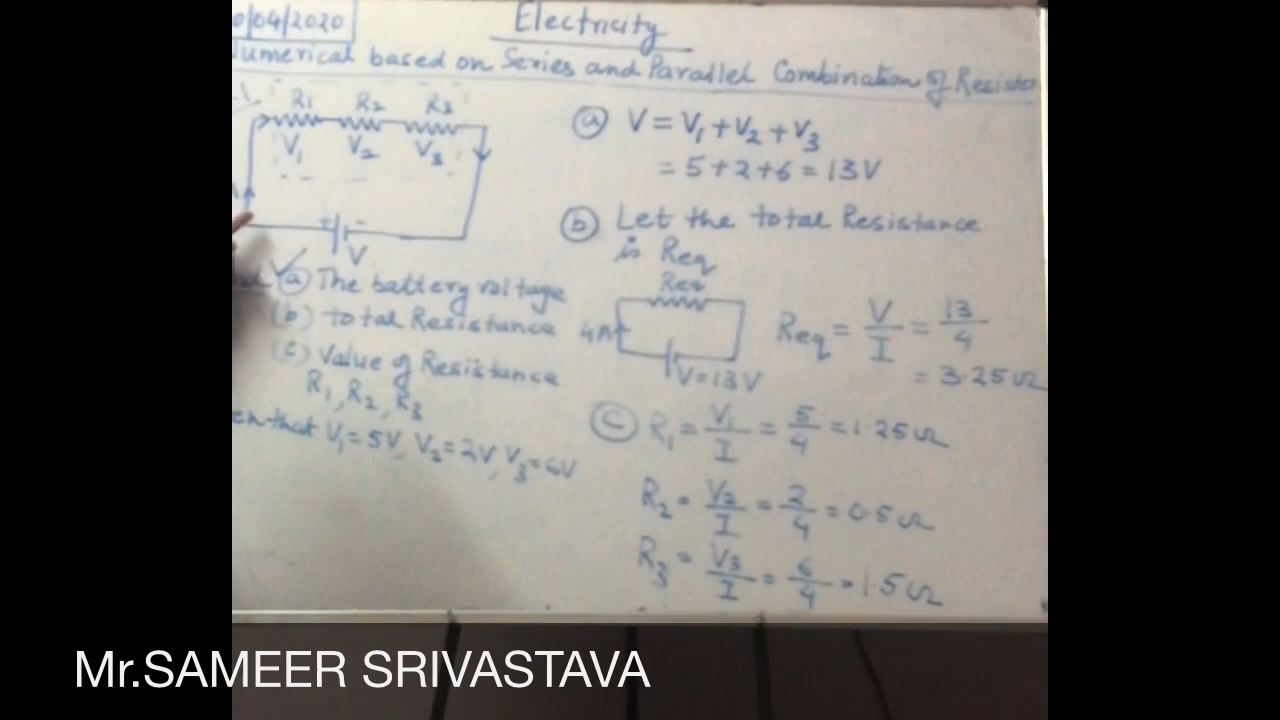 0/04/2020
Electricity
Numerical based on Series and Parallel Combination of Resistor
R1 R2 R3
V1 V2 V3
+ -
V
(a) The battery voltage
(b) total Resistance
(c) Value of Resistance
R1, R2, R3
en that V1=5V, V2=2V, V3=6V
(a) V = V1+V2+V3
= 5+2+6 = 13V
(b) Let the total Resistance
is Req
Req
4A
V=13V
Req = V/I = 13/4
= 3.25Ω
(C) R1 = V1/I = 5/4 = 1.25Ω
R2 = V2/I = 2/4 = 0.5Ω
R3 = V3/I = 6/4 = 1.5Ω
Mr.SAMEER SRIVASTAVA